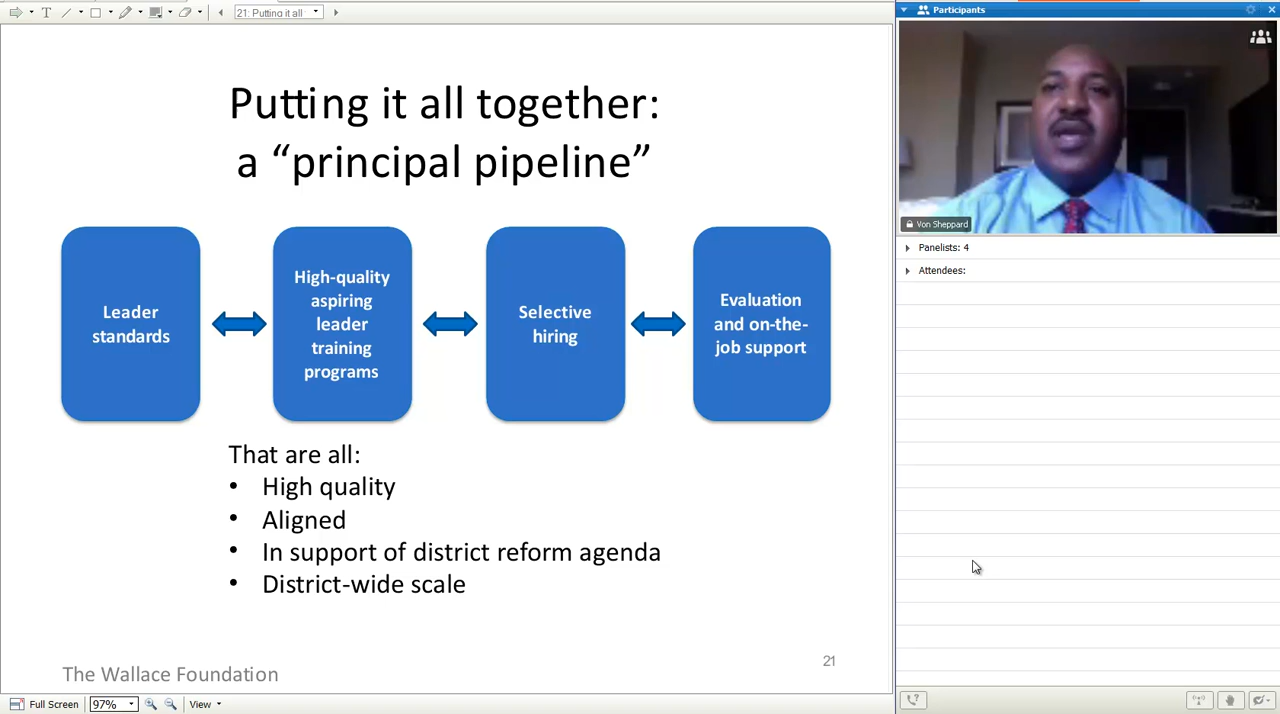 21: Putting it all
Participants
Putting it all together:
a “principal pipeline”
Von Sheppard
Panelists: 4
Attendees:
Leader
standards
High-quality
aspiring
leader
training
programs
Selective
hiring
Evaluation
and on-the-
job support
That are all:
• High quality
• Aligned
• In support of district reform agenda
• District-wide scale
The Wallace Foundation
21
Full Screen
97%
View